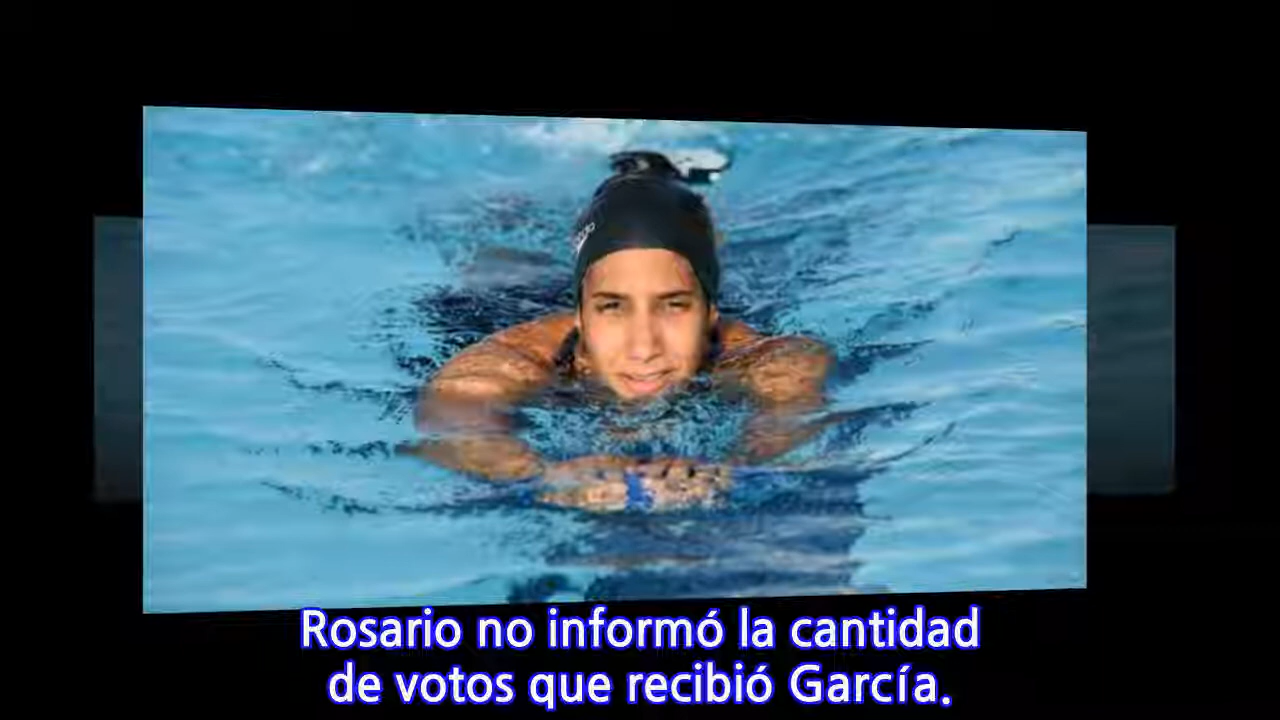 Rosario no informó la cantidad
de votos que recibió García.